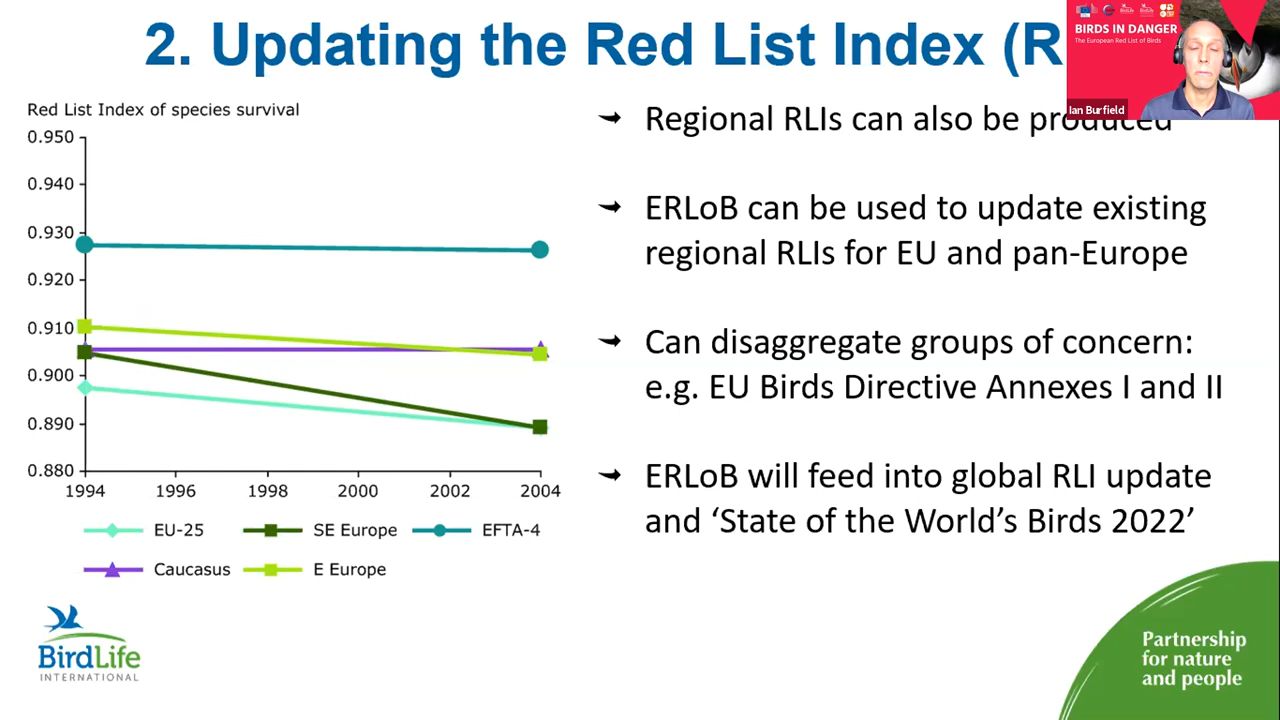 2. Updating the Red List Index (R
BIRDS IN DANGER
The European Red List of Birds
Ian Burfield
Red List Index of species survival
0.950
0.940
0.930
0.920
0.910
0.900
0.890
0.880
1994 1996 1998 2000 2002 2004
EU-25 SE Europe EFTA-4
Caucasus E Europe
Regional RLIs can also be produced
ERLoB can be used to update existing
regional RLIs for EU and pan-Europe
Can disaggregate groups of concern:
e.g. EU Birds Directive Annexes I and II
ERLoB will feed into global RLI update
and ‘State of the World’s Birds 2022’
BirdLife
INTERNATIONAL
Partnership
for nature
and people